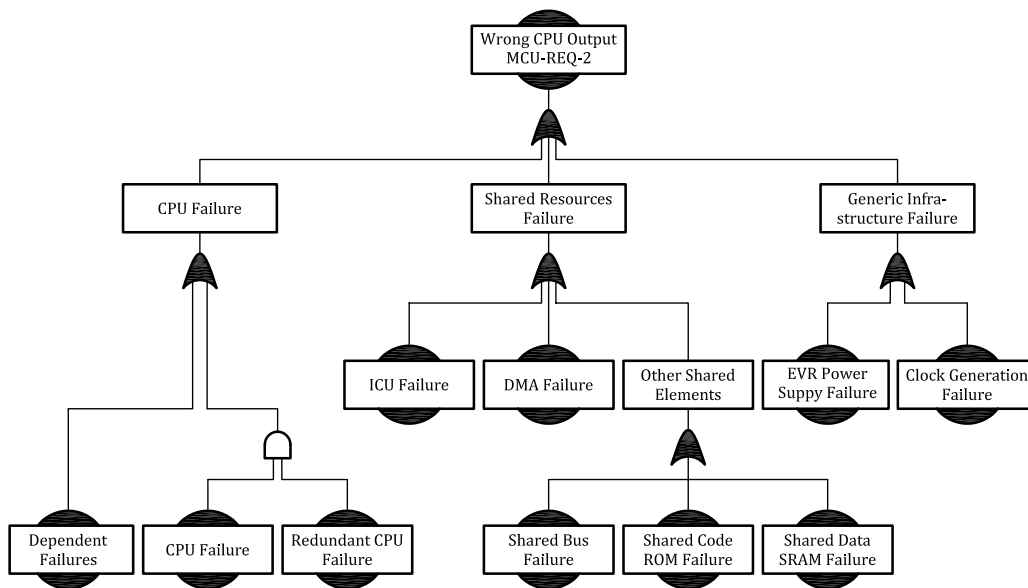 Wrong CPU Output
MCU-REQ-2
CPU Failure
Shared Resources
Failure
Generic Infra-
structure Failure
ICU Failure
DMA Failure
Other Shared
Elements
EVR Power
Suppy Failure
Clock Generation
Failure
Dependent
Failures
CPU Failure
Redundant CPU
Failure
Shared Bus
Failure
Shared Code
ROM Failure
Shared Data
SRAM Failure